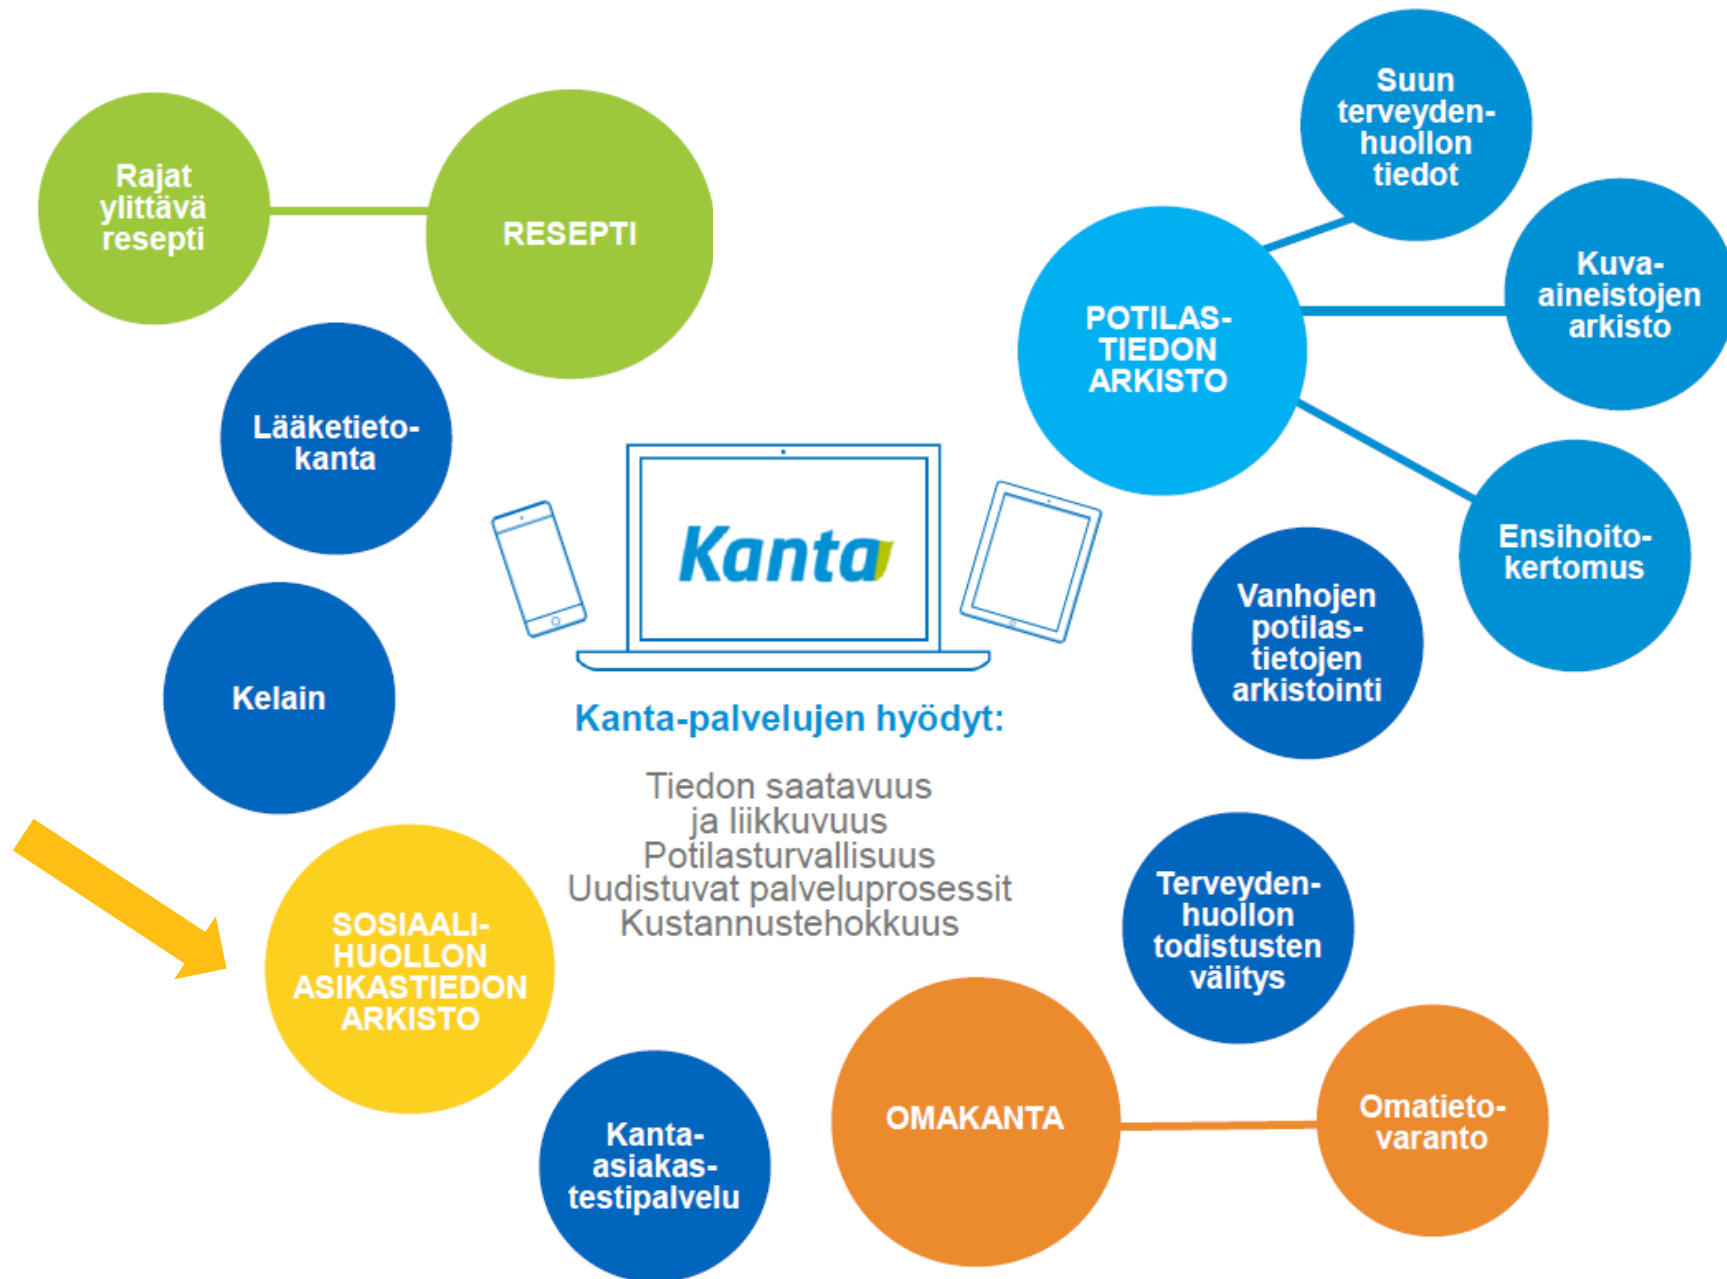 Rajat
ylittävä
resepti
RESEPTI
Suun
terveyden-
huollon
tiedot
Kuva-
aineistojen
arkisto
POTILAS-
TIEDON
ARKISTO
Ensihoito-
kertomus
Lääketieto-
kanta
Kanta
Vanhojen
potilas-
tietojen
arkistointi
Kelain
Kanta-palvelujen hyödyt:
Tiedon saatavuus
ja liikkuvuus
Potilasturvallisuus
Uudistuvat palveluprosessit
Kustannustehokkuus
SOSIAALI-
HUOLLON
ASIKASTIEDON
ARKISTO
Terveyden-
huollon
todistusten
välitys
Kanta-
asiakas-
testipalvelu
OMAKANTA
Omatieto-
varanto